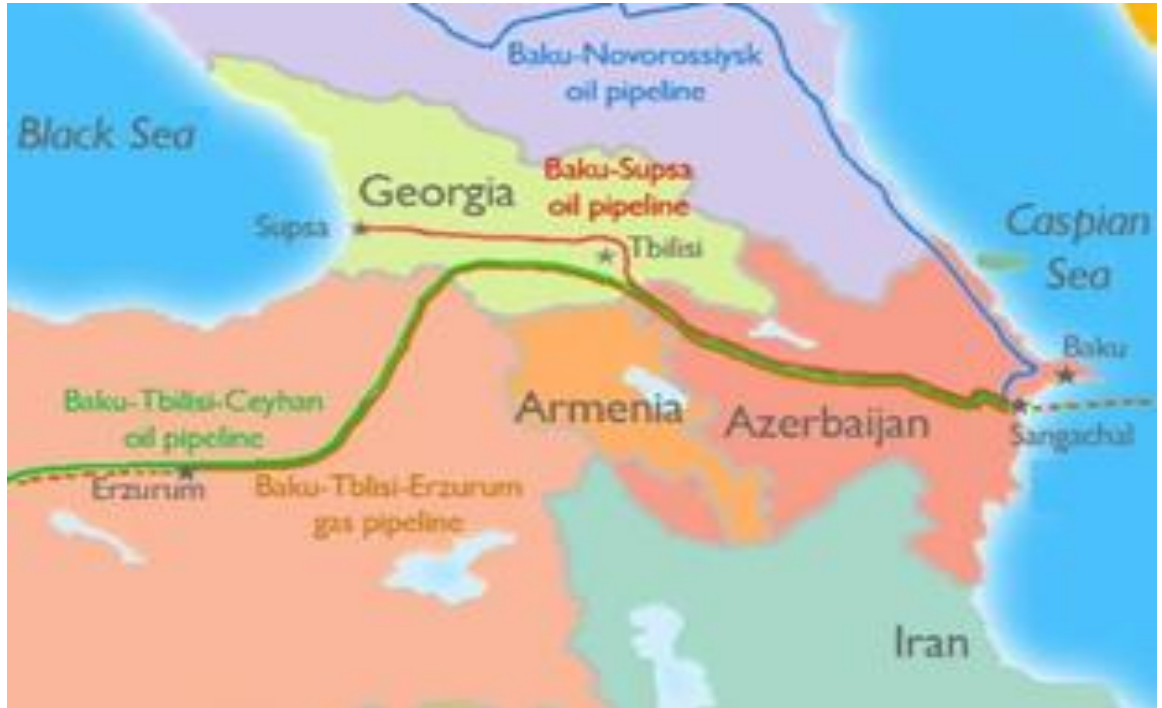 Baku-Novorossiysk
oil pipeline
Black Sea
Baku-Supsa
oil pipeline
Georgia
Supsa
Tbilisi
Caspian
Sea
Baku
Baku-Tbilisi-Ceyhan
oil pipeline
Armenia
Azerbaijan
Sangachal
Erzurum
Baku-Tblisi-Erzurum
gas pipeline
Iran